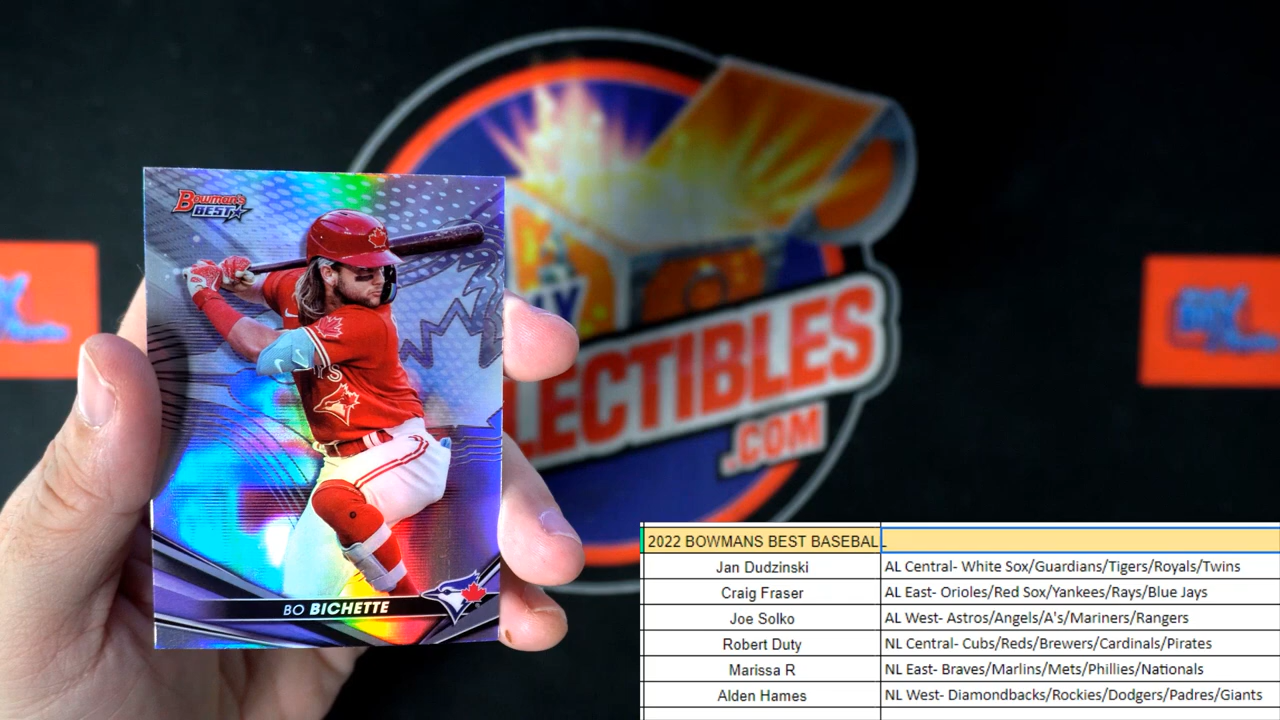 Bowman's
BEST
BO BICHETTE
LECTIBLES
.COM
2022 BOWMANS BEST BASEBALL
Jan Dudzinski AL Central- White Sox/Guardians/Tigers/Royals/Twins
Craig Fraser AL East- Orioles/Red Sox/Yankees/Rays/Blue Jays
Joe Solko AL West- Astros/Angels/A's/Mariners/Rangers
Robert Duty NL Central- Cubs/Reds/Brewers/Cardinals/Pirates
Marissa R NL East- Braves/Marlins/Mets/Phillies/Nationals
Alden Hames NL West- Diamondbacks/Rockies/Dodgers/Padres/Giants